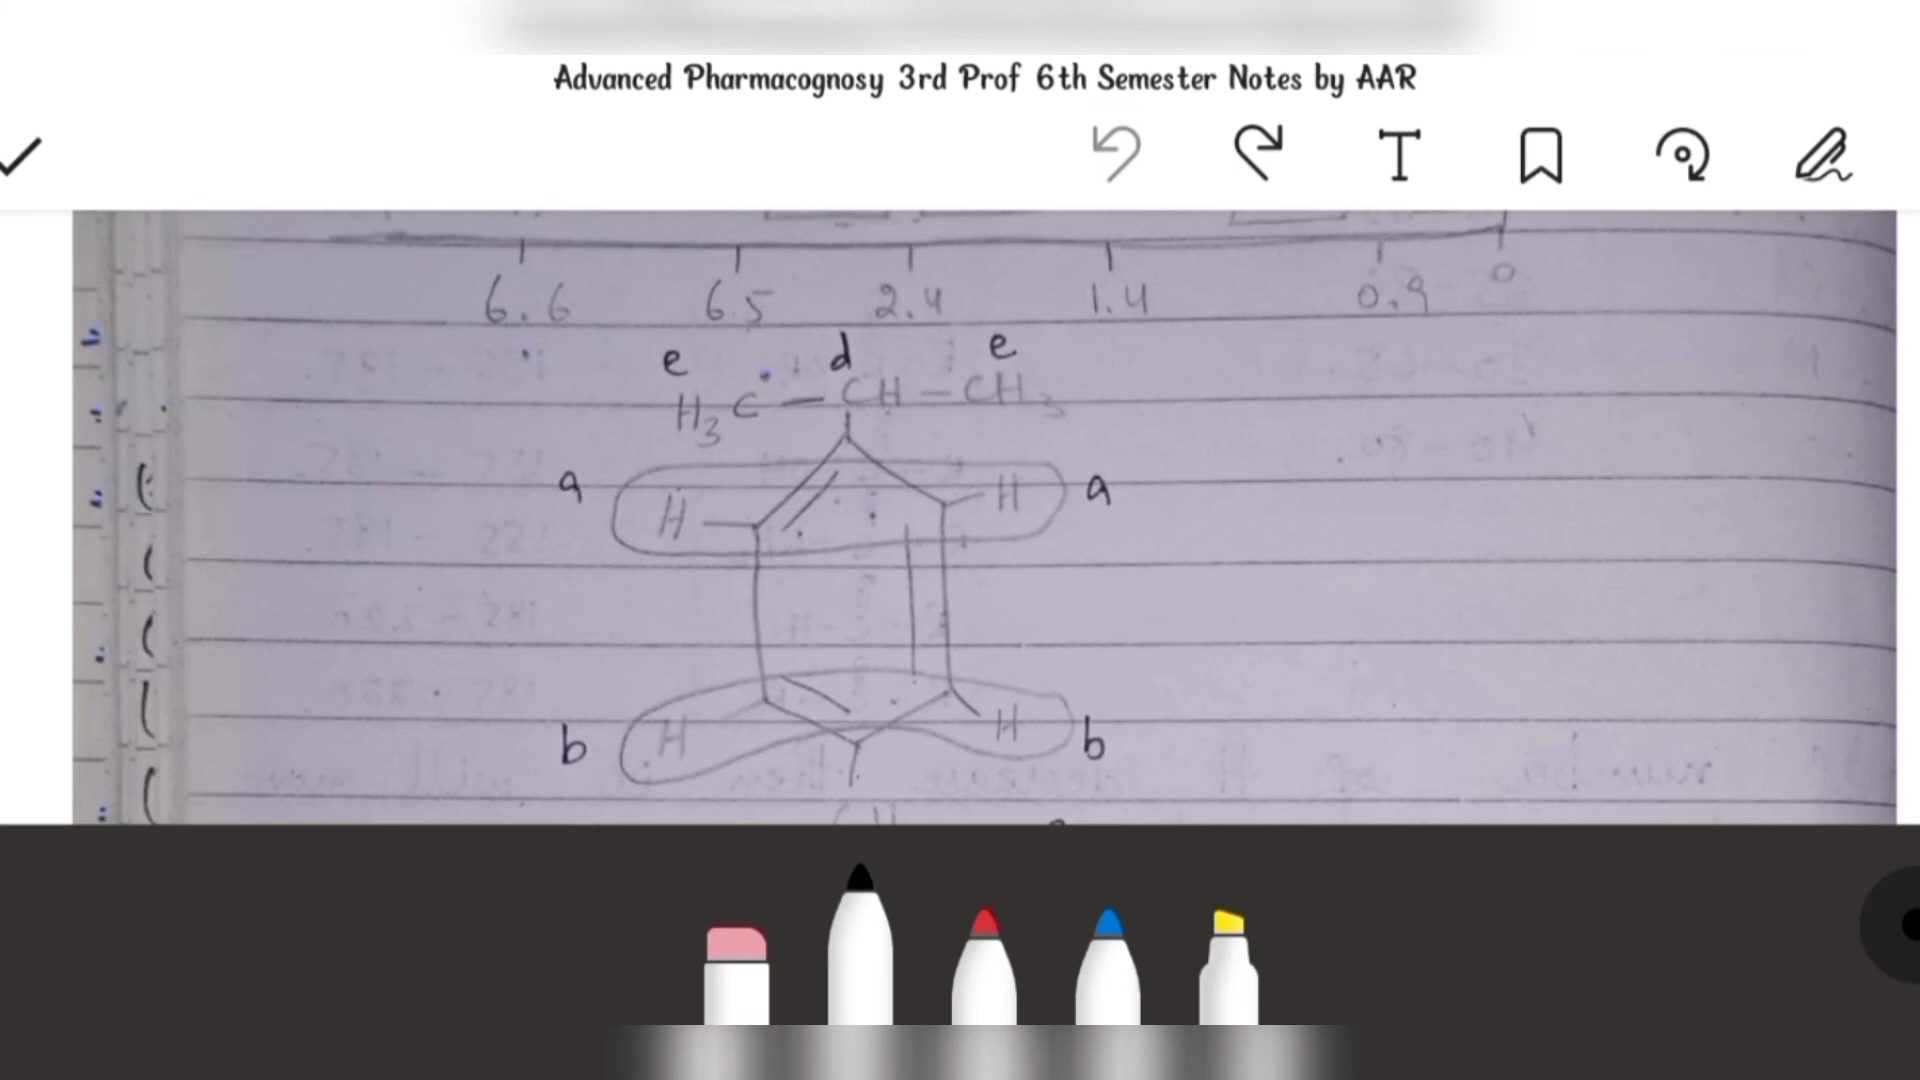 Advanced Pharmacognosy 3rd Prof 6th Semester Notes by AAR
T
6.6 6.5 2.4 1.4 0.9 0
e d e
H3C - CH - CH3
a H H a
b H H b